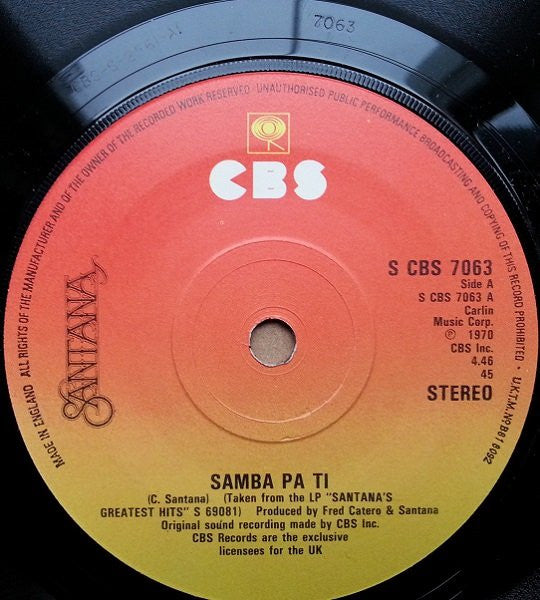 7063
MADE IN ENGLAND ALL RIGHTS OF THE MANUFACTURER AND OF THE OWNER OF THE RECORDED WORK RESERVED UNAUTHORISED PUBLIC PERFORMANCE BROADCASTING AND COPYING OF THIS RECORD PROHIBITED • U.K.T.M. Nº B 818092
CBS
SANTANA
S CBS 7063
Side A
S CBS 7063 A
Carlin
Music Corp.
℗ 1970
CBS Inc.
4.46
45
STEREO
SAMBA PA TI
(C. Santana) (Taken from the LP "SANTANA'S
GREATEST HITS" S 69081) Produced by Fred Catero & Santana
Original sound recording made by CBS Inc.
CBS Records are the exclusive
licensees for the UK